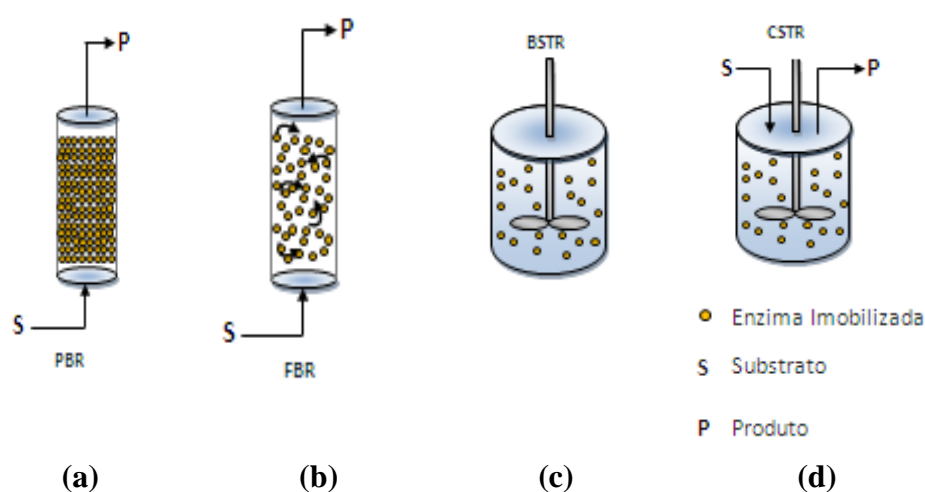 P
S
PBR
(a)
P
S
FBR
(b)
BSTR
(c)
CSTR
S
P
Enzima Imobilizada
S Substrato
P Produto
(d)